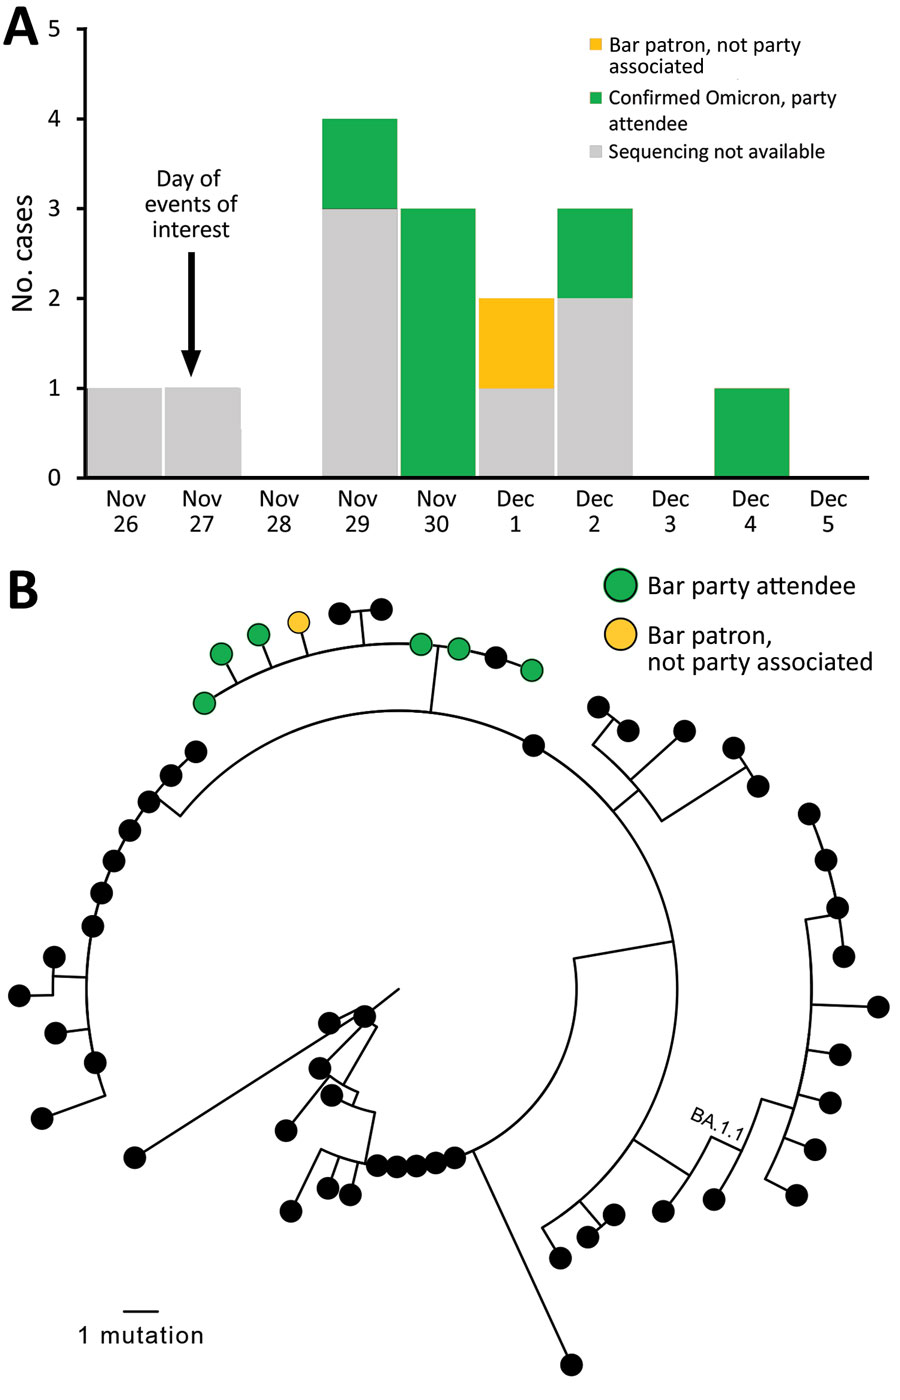 A
5
4
3
2
1
0
No. cases
Day of
events of
interest
Bar patron, not party
associated
Confirmed Omicron, party
attendee
Sequencing not available
Nov Nov Nov Nov Nov Dec Dec Dec Dec Dec
26 27 28 29 30 1 2 3 4 5
B
Bar party attendee
Bar patron,
not party associated
BA.1.1
1 mutation